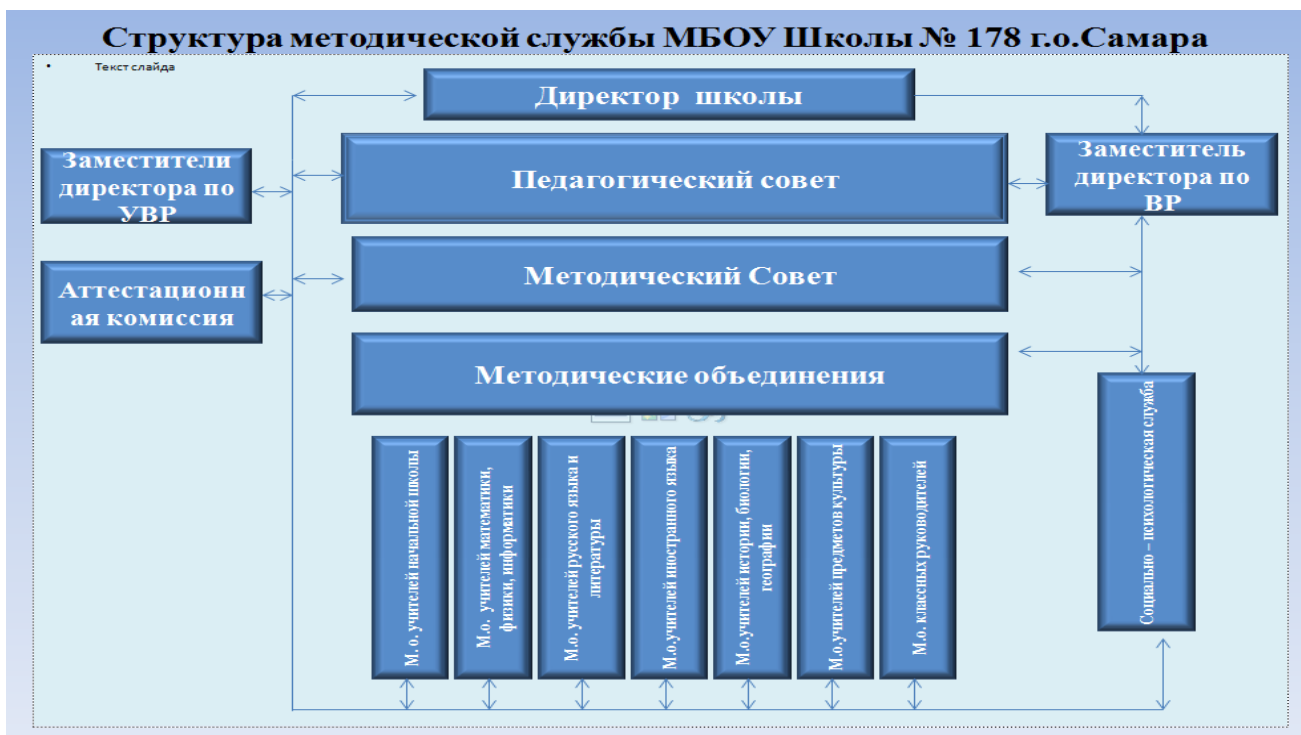 Структура методической службы МБОУ Школы № 178 г.о.Самара
• Текст слайда
Директор школы
Заместители
директора по
УВР
Педагогический совет
Заместитель
директора по
ВР
Аттестационн
ая комиссия
Методический Совет
Методические объединения
М. о. учителей начальной школы
М.о. учителей математики,
физики, информатики
М.о. учителей русского языка и
литературы
М.о.учителей иностранного языка
М.о.учителей истории, биологии,
географии
М.о.учителей предметов культуры
М.о. классных руководителей
Социально – психологическая служба